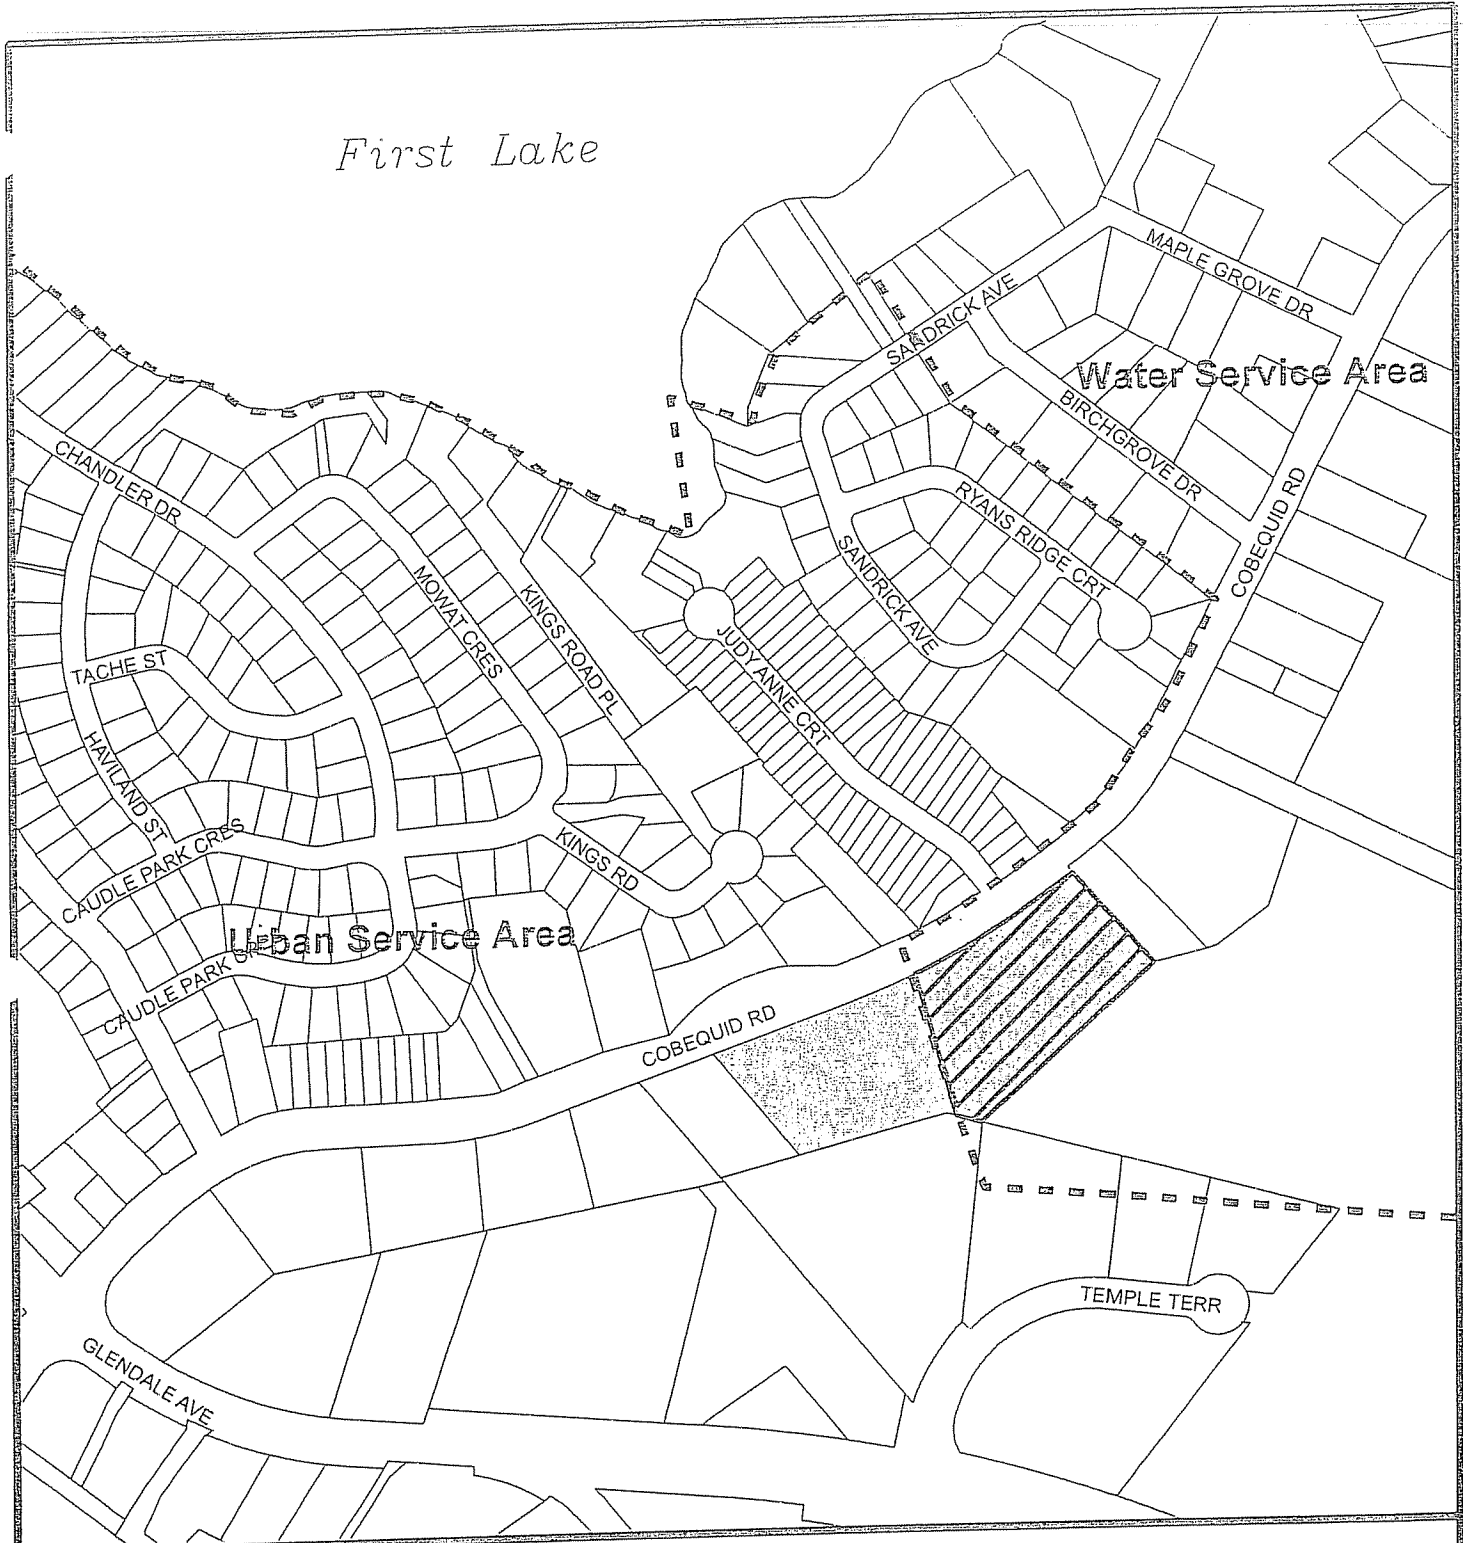 First Lake
MAPLE GROVE DR
SANDRICK AVE
Water Service Area
BIRCHGROVE DR
CHANDLER DR
COBEQUID RD
RYANS RIDGE CRT
SANDRICK AVE
MOWAT CRES
KINGS ROAD PL
JUDY ANNE CRT
TACHE ST
HAVILAND ST
CAUDLE PARK CRES
KINGS RD
Urban Service Area
CAUDLE PARK
COBEQUID RD
TEMPLE TERR
GLENDALE AVE